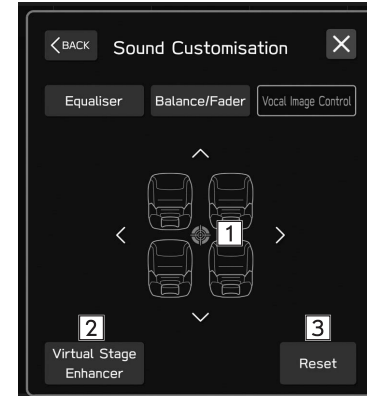 BACK
Sound Customisation
Equaliser
Balance/Fader
Vocal Image Control
1
2
3
Virtual Stage
Enhancer
Reset